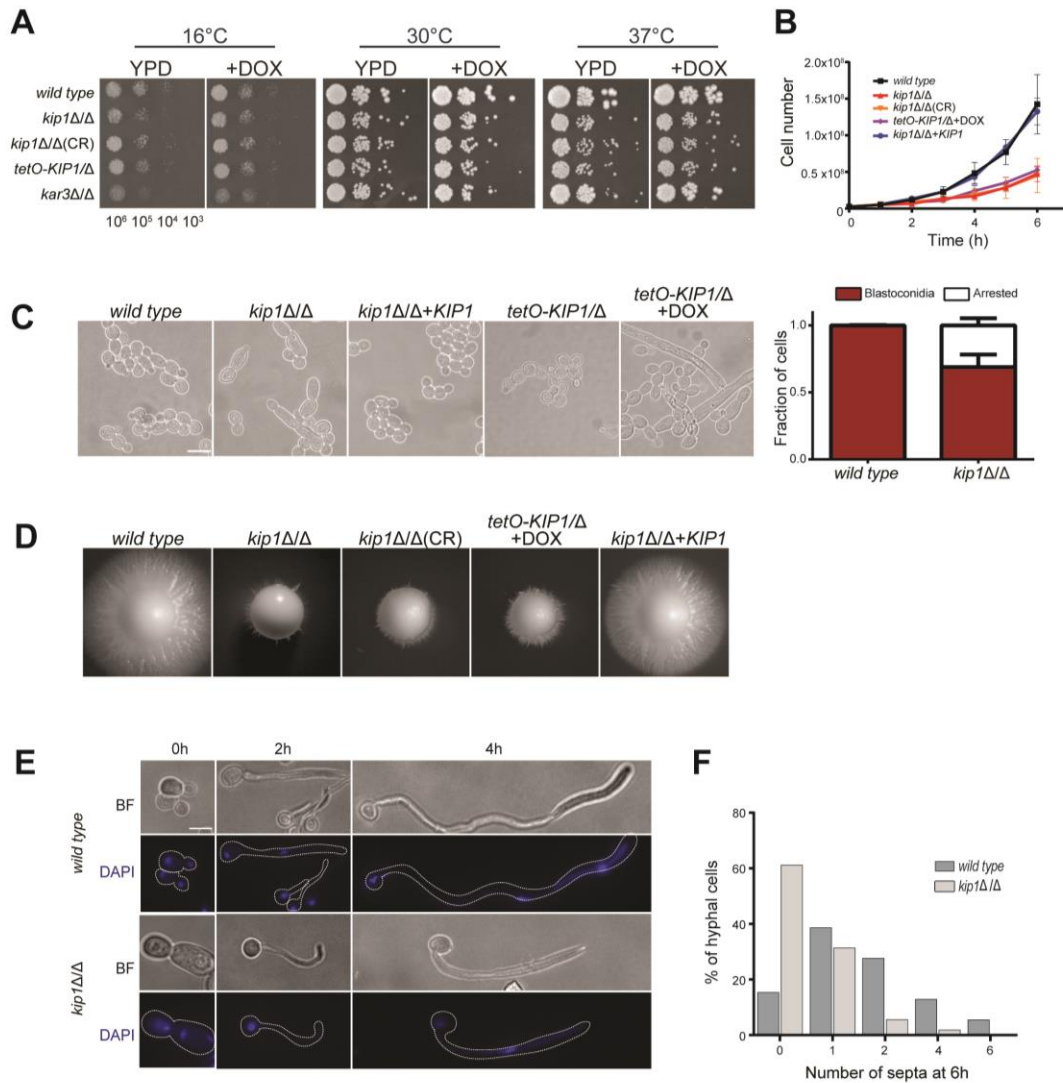 A
16°C 30°C 37°C
YPD +DOX YPD +DOX YPD +DOX
wild type
kip1Δ/Δ
kip1Δ/Δ(CR)
tetO-KIP1/Δ
kar3Δ/Δ
10⁶ 10⁵ 10⁴ 10³
B
Cell number
2.0x10⁸
1.5x10⁸
1.0x10⁸
0.5x10⁸
0 2 4 6
Time (h)
wild type
kip1Δ/Δ
kip1Δ/Δ(CR)
tetO-KIP1/Δ+DOX
kip1Δ/Δ+KIP1
C
wild type kip1Δ/Δ kip1Δ/Δ+KIP1 tetO-KIP1/Δ tetO-KIP1/Δ
+DOX
Blastoconidia Arrested
Fraction of cells
1.0
0.5
0.0
wild type kip1Δ/Δ
D
wild type kip1Δ/Δ kip1Δ/Δ(CR) tetO-KIP1/Δ
+DOX kip1Δ/Δ+KIP1
E
0h 2h 4h
wild type
BF
DAPI
kip1Δ/Δ
BF
DAPI
F
% of hyphal cells
80
60
40
20
0
wild type
kip1Δ/Δ
0 1 2 4 6
Number of septa at 6h